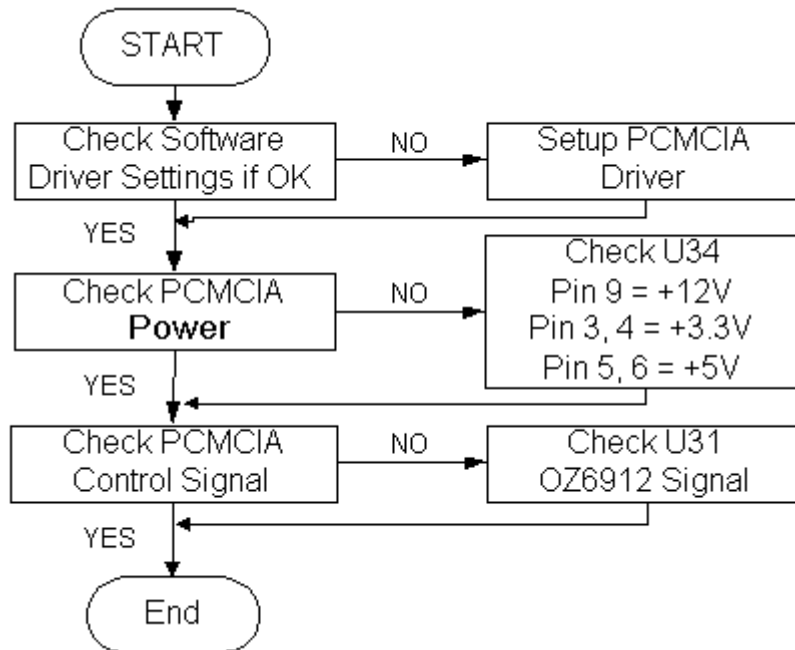 START
Check Software
Driver Settings if OK
NO
Setup PCMCIA
Driver
YES
Check PCMCIA
Power
NO
Check U34
Pin 9 = +12V
Pin 3, 4 = +3.3V
Pin 5, 6 = +5V
YES
Check PCMCIA
Control Signal
NO
Check U31
OZ6912 Signal
YES
End